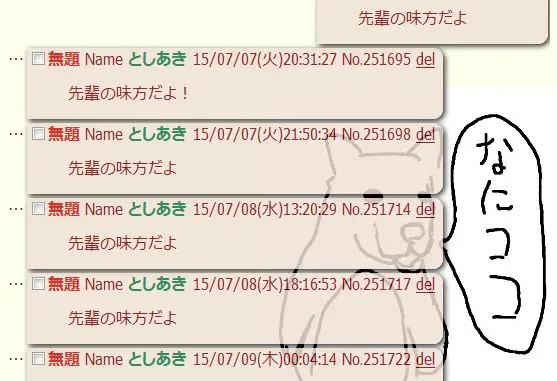 先輩の味方だよ
…無題 Name としあき 15/07/07(火)20:31:27 No.251695 del
先輩の味方だよ！
…無題 Name としあき 15/07/07(火)21:50:34 No.251698 del
先輩の味方だよ
…無題 Name としあき 15/07/08(水)13:20:29 No.251714 del
先輩の味方だよ
…無題 Name としあき 15/07/08(水)18:16:53 No.251717 del
先輩の味方だよ
…無題 Name としあき 15/07/09(木)00:04:14 No.251722 del
なにココ